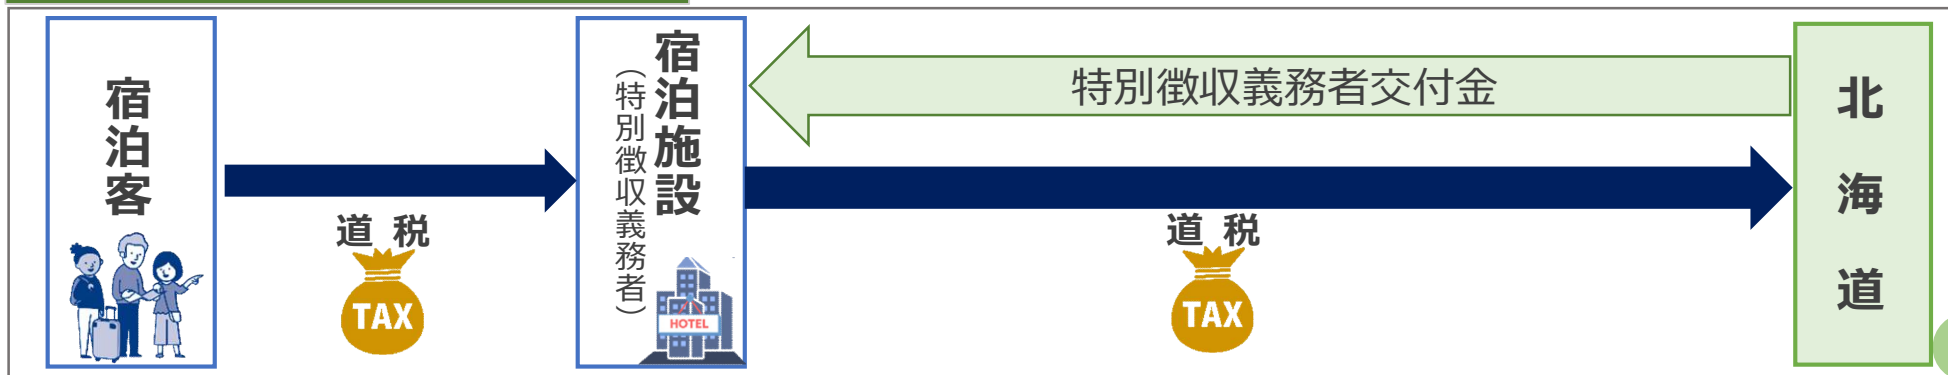 宿泊客
道 税
TAX
宿泊施設
（特別徴収義務者）
HOTEL
特別徴収義務者交付金
道 税
TAX
北海道